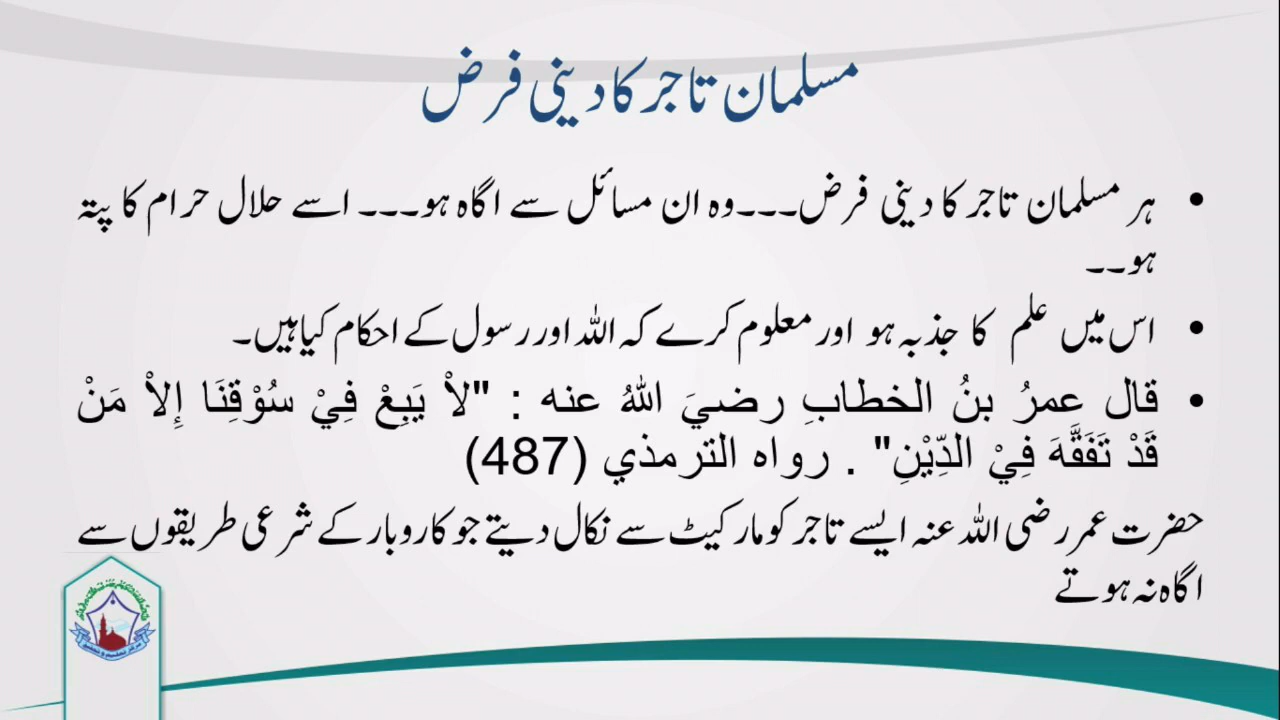 مسلمان تاجر کا دینی فرض
• ہر مسلمان تاجر کا دینی فرض۔۔۔وہ ان مسائل سے اگاہ ہو۔۔۔ اسے حلال حرام کا پتہ
ہو۔۔
• اس میں علم کا جذبہ ہو اور معلوم کرے کہ اللہ اور رسول کے احکام کیا ہیں۔
• قال عمرُ بنُ الخطابِ رضيَ اللهُ عنه : "لاْ يَبِعْ فِيْ سُوْقِنَا إِلاْ مَنْ
قَدْ تَفَقَّهَ فِيْ الدِّيْنِ" . رواه الترمذي (487)
حضرت عمر رضی اللہ عنہ ایسے تاجر کو مارکیٹ سے نکال دیتے جو کاروبار کے شرعی طریقوں سے
اگاہ نہ ہوتے